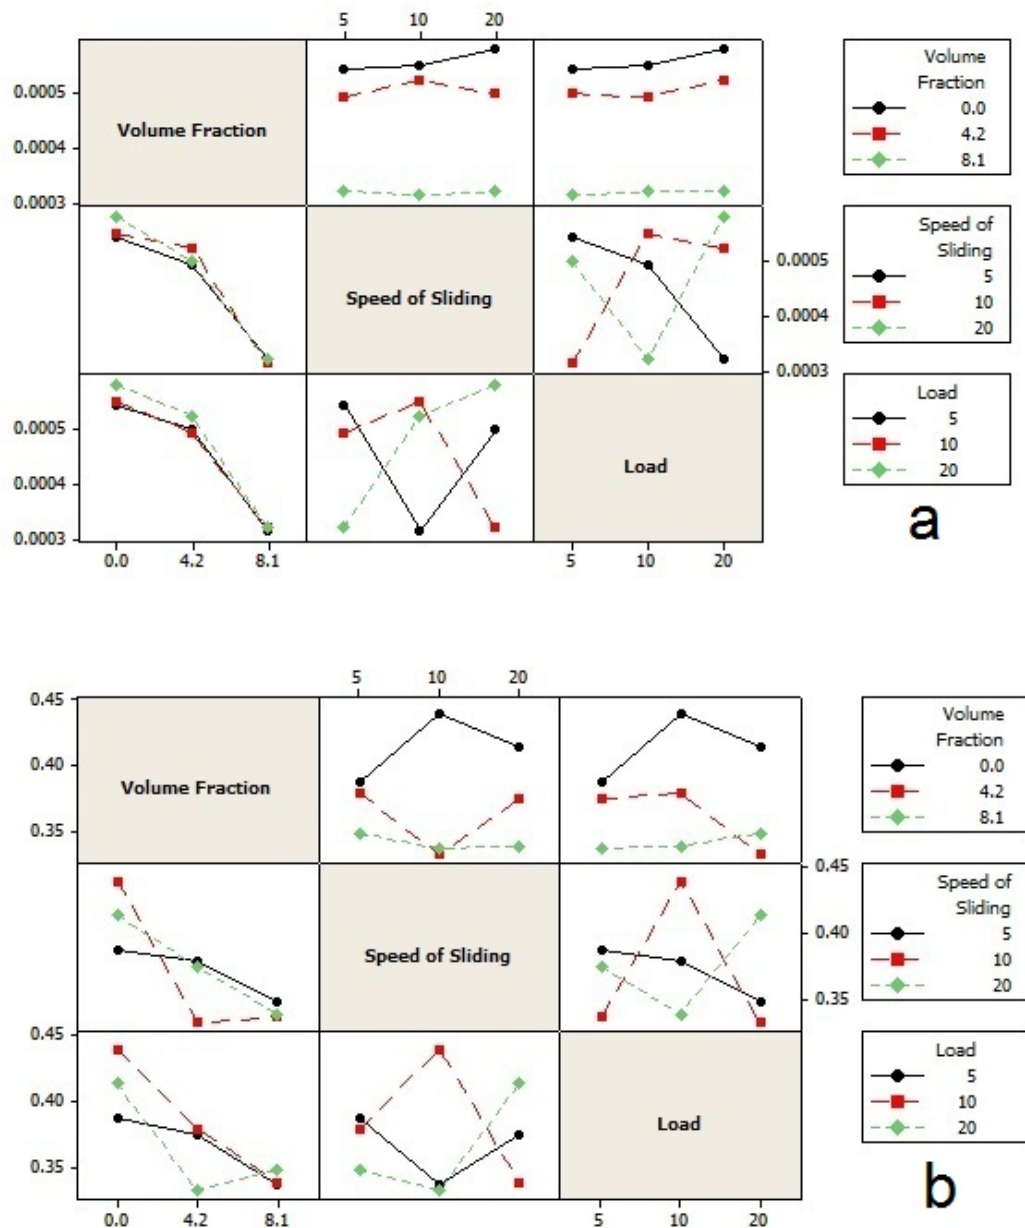 5 10 20
Volume
Fraction
0.0
4.2
8.1
0.0005
0.0004
0.0003
Volume Fraction
Speed of Sliding
0.0005
0.0004
0.0003
Speed of
Sliding
5
10
20
0.0005
0.0004
0.0003
Load
Load
5
10
20
a
0.0 4.2 8.1 5 10 20
5 10 20
0.45
0.40
0.35
Volume Fraction
Volume
Fraction
0.0
4.2
8.1
Speed of Sliding
0.45
0.40
0.35
Speed of
Sliding
5
10
20
0.45
0.40
0.35
Load
Load
5
10
20
b
0.0 4.2 8.1 5 10 20